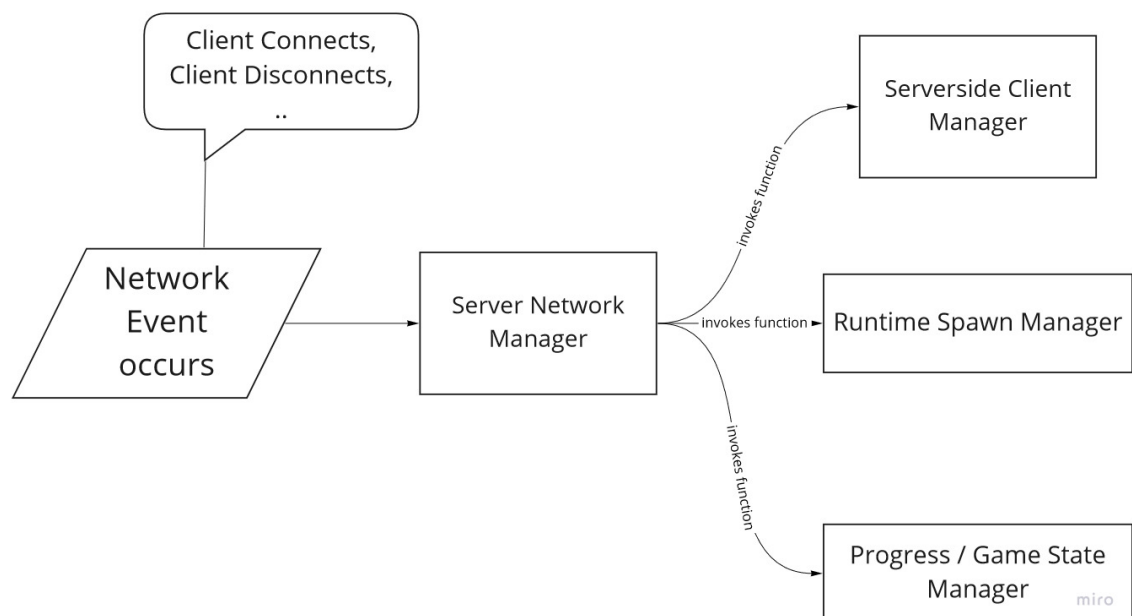 Client Connects,
Client Disconnects,
..
Network
Event
occurs
Server Network
Manager
invokes function
Serverside Client
Manager
invokes function
Runtime Spawn Manager
invokes function
Progress / Game State
Manager
miro